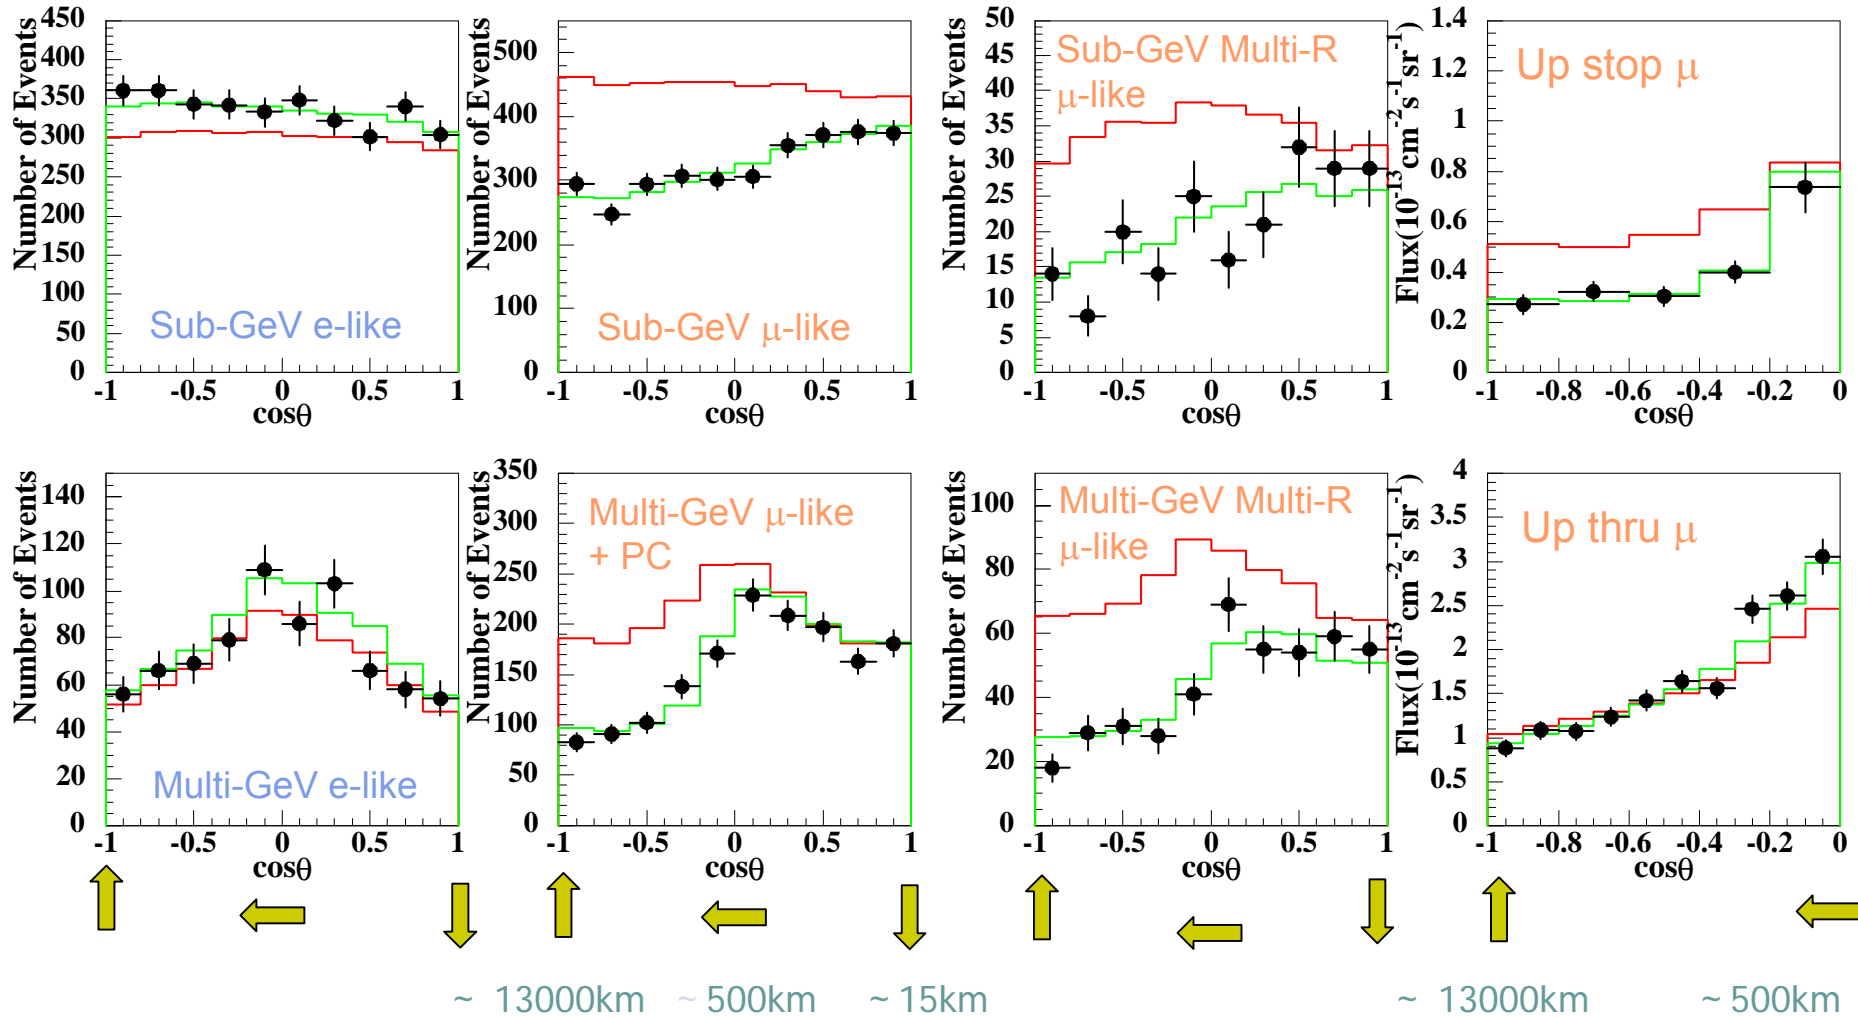 Number of Events
450
400
350
300
250
200
150
100
50
0
-1 -0.5 0 0.5 1
cosθ
Sub-GeV e-like
Number of Events
500
400
300
200
100
0
-1 -0.5 0 0.5 1
cosθ
Sub-GeV μ-like
Number of Events
50
45
40
35
30
25
20
15
10
5
0
-1 -0.5 0 0.5 1
cosθ
Sub-GeV Multi-R
μ-like
Flux(10⁻¹³cm⁻²s⁻¹sr⁻¹)
1.4
1.2
1
0.8
0.6
0.4
0.2
0
-1 -0.8 -0.6 -0.4 -0.2 0
cosθ
Up stop μ
Number of Events
140
120
100
80
60
40
20
0
-1 -0.5 0 0.5 1
cosθ
Multi-GeV e-like
Number of Events
350
300
250
200
150
100
50
0
-1 -0.5 0 0.5 1
cosθ
Multi-GeV μ-like
+ PC
Number of Events
100
80
60
40
20
0
-1 -0.5 0 0.5 1
cosθ
Multi-GeV Multi-R
μ-like
Flux(10⁻¹³cm⁻²s⁻¹sr⁻¹)
4
3.5
3
2.5
2
1.5
1
0.5
0
-1 -0.8 -0.6 -0.4 -0.2 0
cosθ
Up thru μ
~ 13000km ~ 500km ~ 15km
~ 13000km ~ 500km